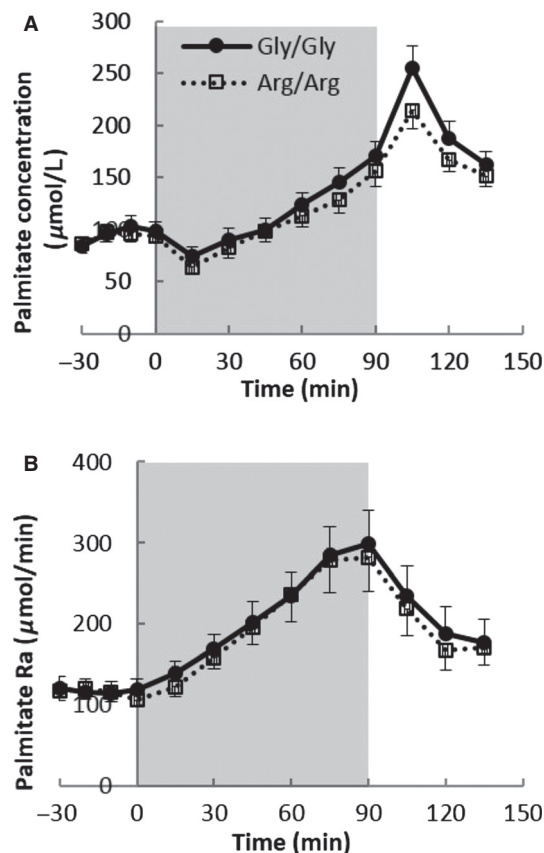 A
Palmitate concentration
(μmol/L)
300
250
200
150
100
50
0
Gly/Gly
Arg/Arg
−30 0 30 60 90 120 150
Time (min)
B
Palmitate Ra (μmol/min)
400
300
200
100
0
−30 0 30 60 90 120 150
Time (min)